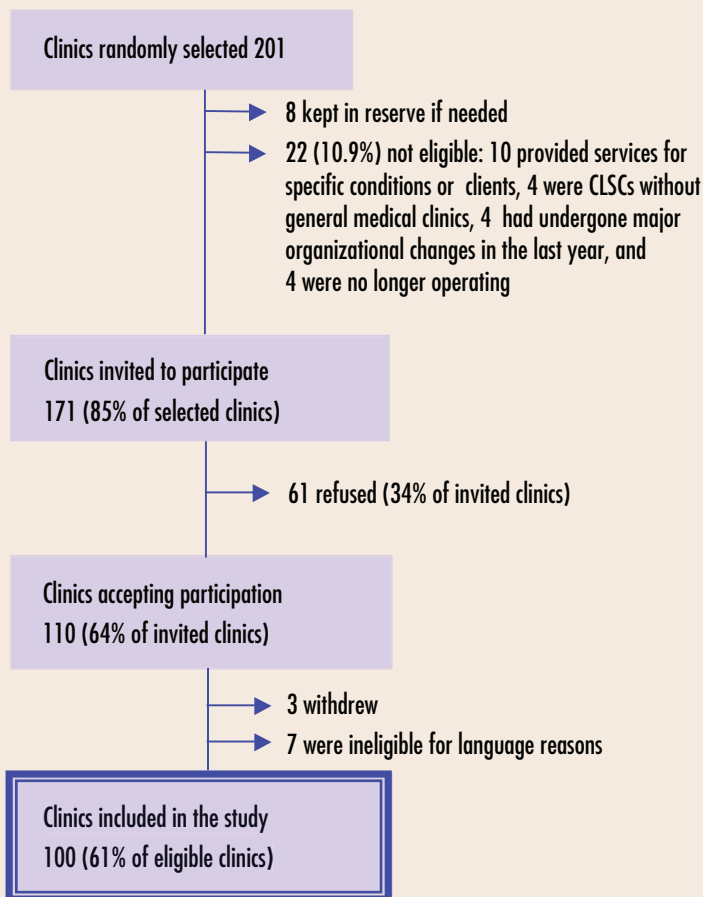 Clinics randomly selected 201
8 kept in reserve if needed
22 (10.9%) not eligible: 10 provided services for
specific conditions or clients, 4 were CLSCs without
general medical clinics, 4 had undergone major
organizational changes in the last year, and
4 were no longer operating
Clinics invited to participate
171 (85% of selected clinics)
61 refused (34% of invited clinics)
Clinics accepting participation
110 (64% of invited clinics)
3 withdrew
7 were ineligible for language reasons
Clinics included in the study
100 (61% of eligible clinics)